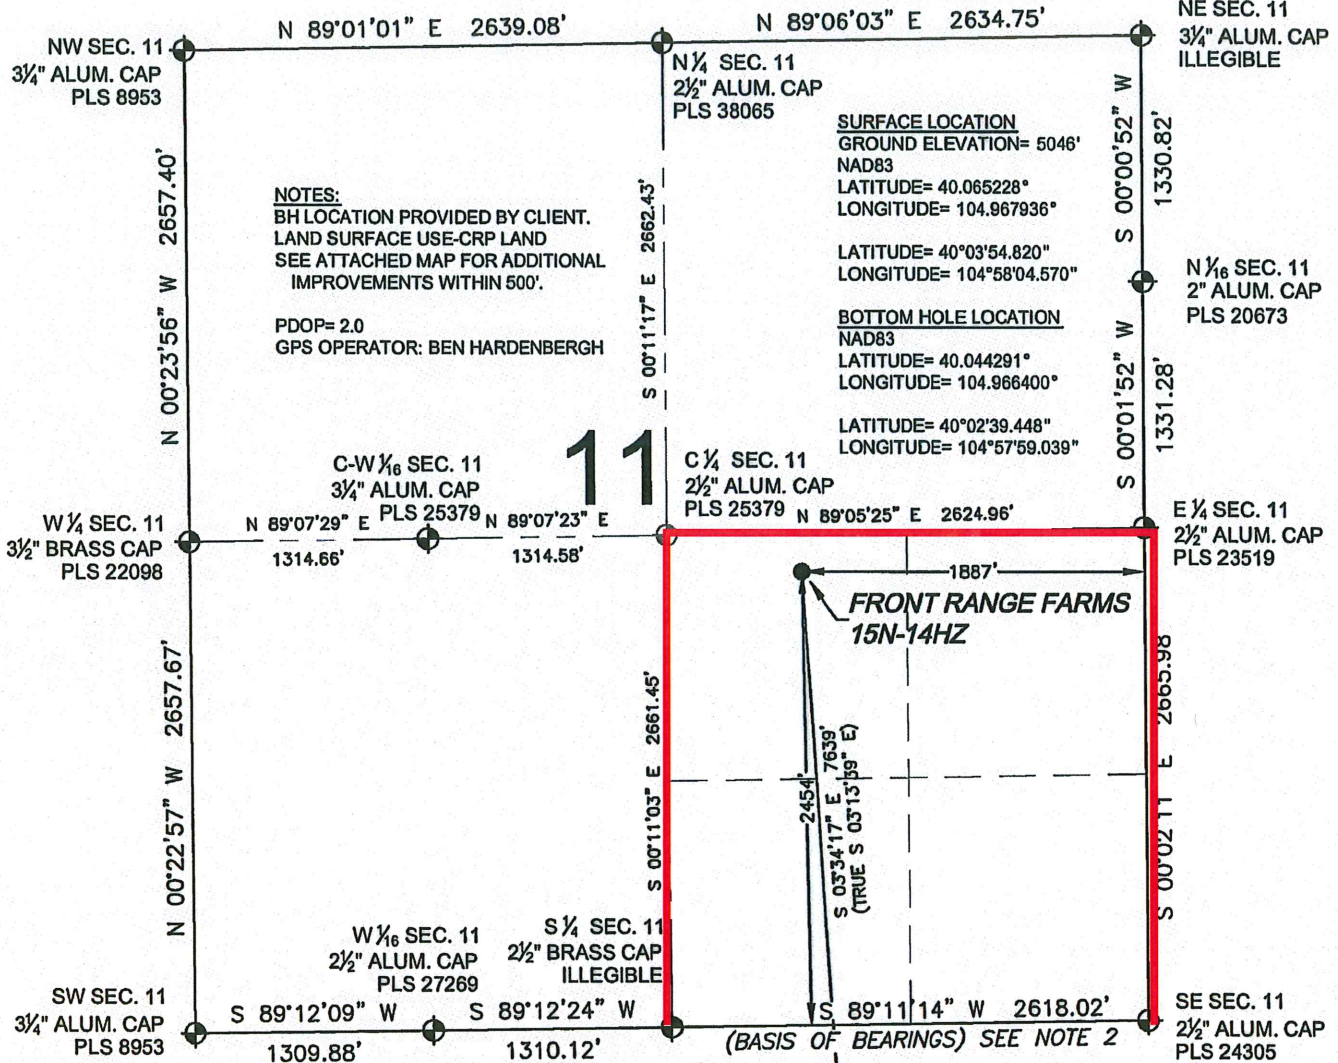 N 89°01'01" E 2639.08'
N 89°06'03" E 2634.75'
NE SEC. 11
3¼" ALUM. CAP
ILLEGIBLE
NW SEC. 11
3¼" ALUM. CAP
PLS 8953
N ¼ SEC. 11
2½" ALUM. CAP
PLS 38065
S 00°00'52" W
1330.82'
SURFACE LOCATION
GROUND ELEVATION= 5046'
NAD83
LATITUDE= 40.065228°
LONGITUDE= 104.967936°
LATITUDE= 40°03'54.820"
LONGITUDE= 104°58'04.570"
BOTTOM HOLE LOCATION
NAD83
LATITUDE= 40.044291°
LONGITUDE= 104.966400°
LATITUDE= 40°02'39.448"
LONGITUDE= 104°57'59.039"
NOTES:
BH LOCATION PROVIDED BY CLIENT.
LAND SURFACE USE-CRP LAND
SEE ATTACHED MAP FOR ADDITIONAL
IMPROVEMENTS WITHIN 500'.
PDOP= 2.0
GPS OPERATOR: BEN HARDENBERGH
N 00°23'56" W 2657.40'
S 00°11'17" E 2662.43'
N 1/16 SEC. 11
2" ALUM. CAP
PLS 20673
S 00°01'52" W
1331.28'
11
C-W 1/16 SEC. 11
3¼" ALUM. CAP
PLS 25379
C ¼ SEC. 11
2½" ALUM. CAP
PLS 25379
W ¼ SEC. 11
3½" BRASS CAP
PLS 22098
N 89°07'29" E
1314.66'
N 89°07'23" E
1314.58'
N 89°05'25" E 2624.96'
E ¼ SEC. 11
2½" ALUM. CAP
PLS 23519
1887'
FRONT RANGE FARMS
15N-14HZ
N 00°22'57" W 2657.67'
S 00°11'03" E 2661.45'
2454'
S 03°34'17" E 7639'
(TRUE S 03°13'39" E)
S 00°02'11" E 2665.98
W 1/16 SEC. 11
2½" ALUM. CAP
PLS 27269
S ¼ SEC. 11
2½" BRASS CAP
ILLEGIBLE
SW SEC. 11
3¼" ALUM. CAP
PLS 8953
S 89°12'09" W
1309.88'
S 89°12'24" W
1310.12'
S 89°11'14" W 2618.02'
(BASIS OF BEARINGS) SEE NOTE 2
SE SEC. 11
2½" ALUM. CAP
PLS 24305